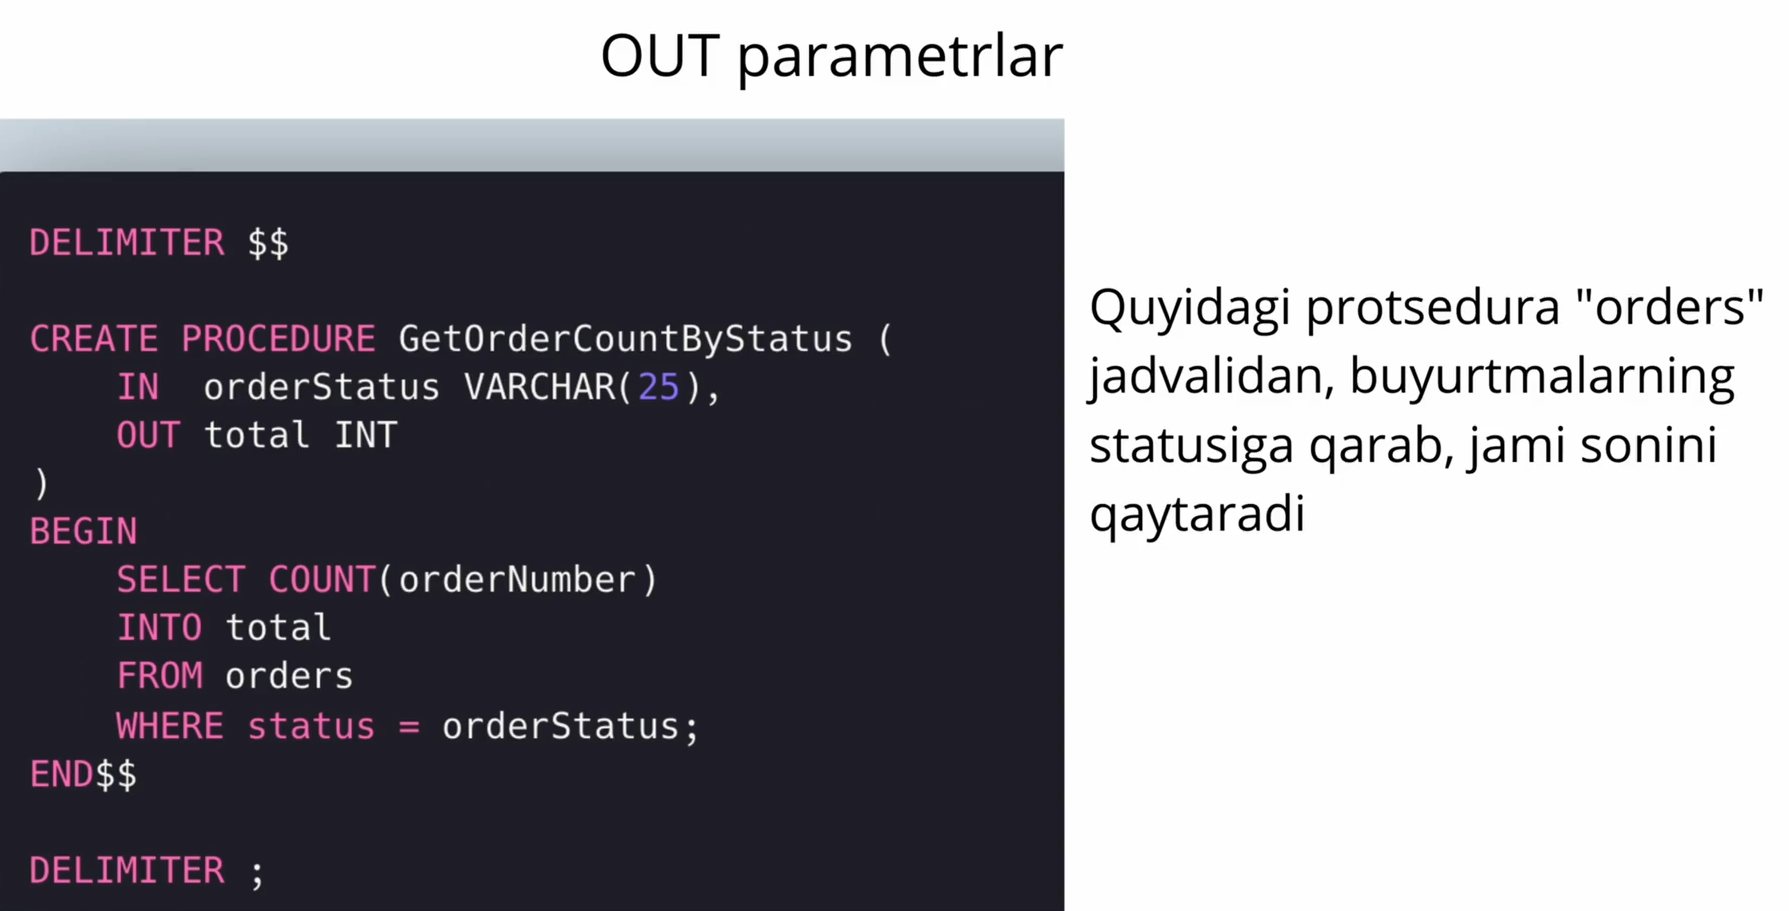 OUT parametrlar
DELIMITER $$
CREATE PROCEDURE GetOrderCountByStatus (
    IN  orderStatus VARCHAR(25),
    OUT total INT
)
BEGIN
    SELECT COUNT(orderNumber)
    INTO total
    FROM orders
    WHERE status = orderStatus;
END$$
DELIMITER ;
Quyidagi protsedura "orders"
jadvalidan, buyurtmalarning
statusiga qarab, jami sonini
qaytaradi